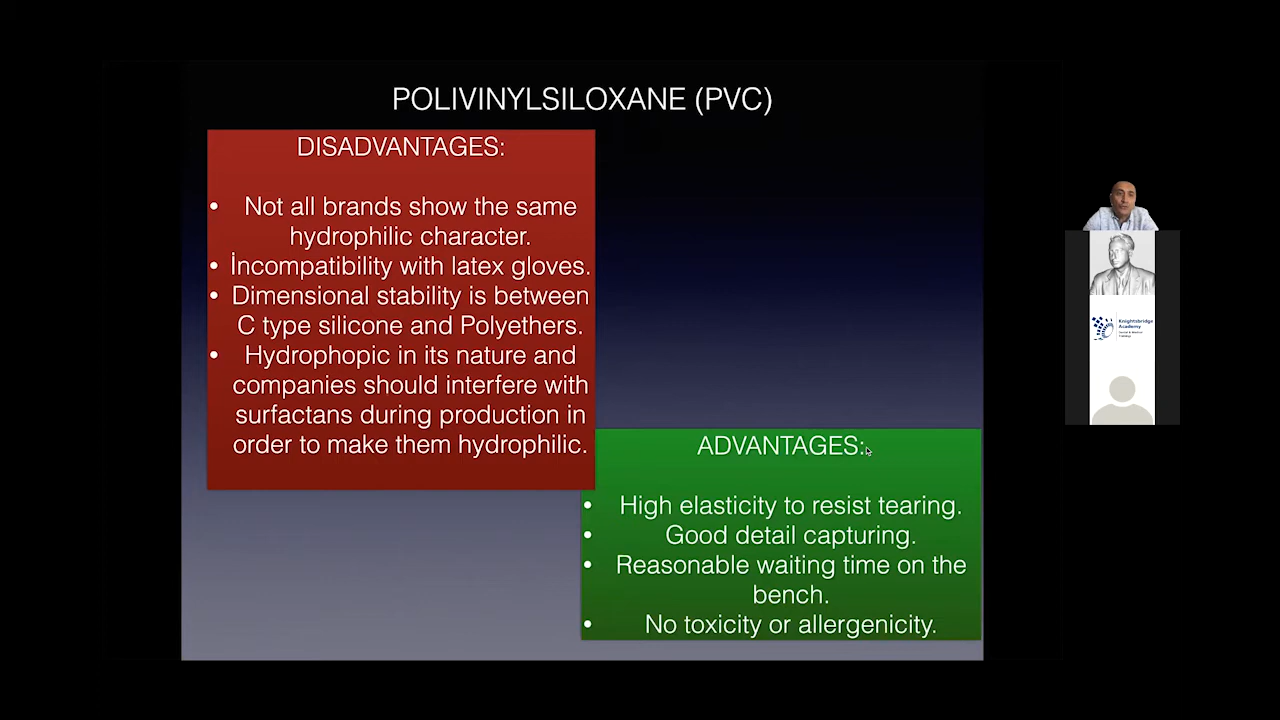 POLIVINYLSILOXANE (PVC)
DISADVANTAGES:
• Not all brands show the same
hydrophilic character.
• İncompatibility with latex gloves.
• Dimensional stability is between
C type silicone and Polyethers.
• Hydrophopic in its nature and
companies should interfere with
surfactans during production in
order to make them hydrophilic.
ADVANTAGES:
• High elasticity to resist tearing.
• Good detail capturing.
• Reasonable waiting time on the
bench.
• No toxicity or allergenicity.
Knightsbridge
Academy